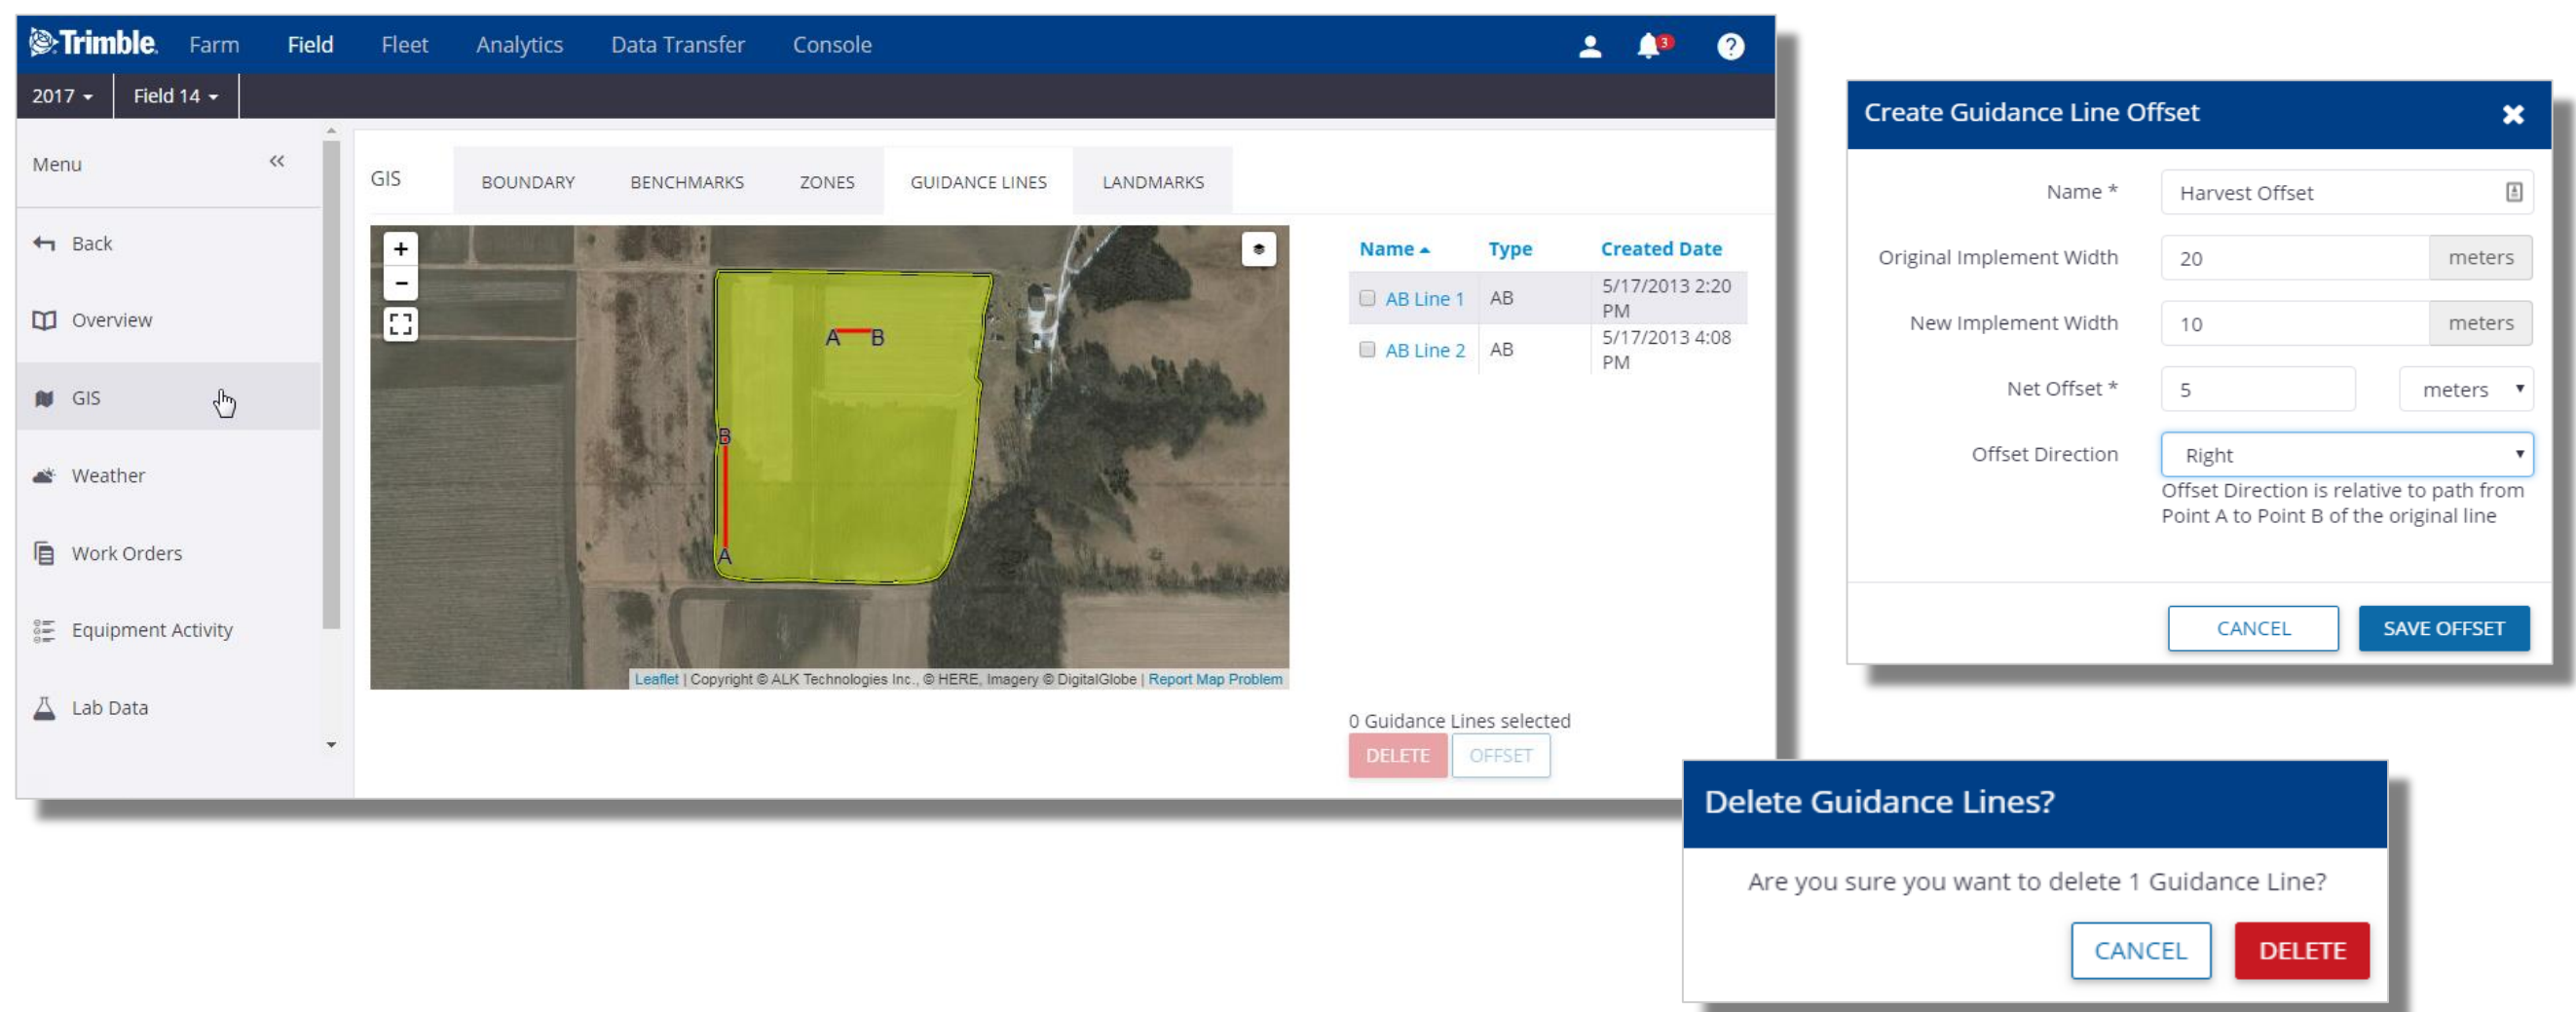 Trimble. Farm Field Fleet Analytics Data Transfer Console 3 ?
2017 Field 14
Menu
Back
Overview
GIS
Weather
Work Orders
Equipment Activity
Lab Data
GIS BOUNDARY BENCHMARKS ZONES GUIDANCE LINES LANDMARKS
+
−
A B
B
A
Leaflet | Copyright © ALK Technologies Inc., © HERE, Imagery © DigitalGlobe | Report Map Problem
Name Type Created Date
AB Line 1 AB 5/17/2013 2:20
PM
AB Line 2 AB 5/17/2013 4:08
PM
0 Guidance Lines selected
DELETE OFFSET
Create Guidance Line Offset
Name * Harvest Offset
Original Implement Width 20 meters
New Implement Width 10 meters
Net Offset * 5 meters
Offset Direction Right
Offset Direction is relative to path from
Point A to Point B of the original line
CANCEL SAVE OFFSET
Delete Guidance Lines?
Are you sure you want to delete 1 Guidance Line?
CANCEL DELETE